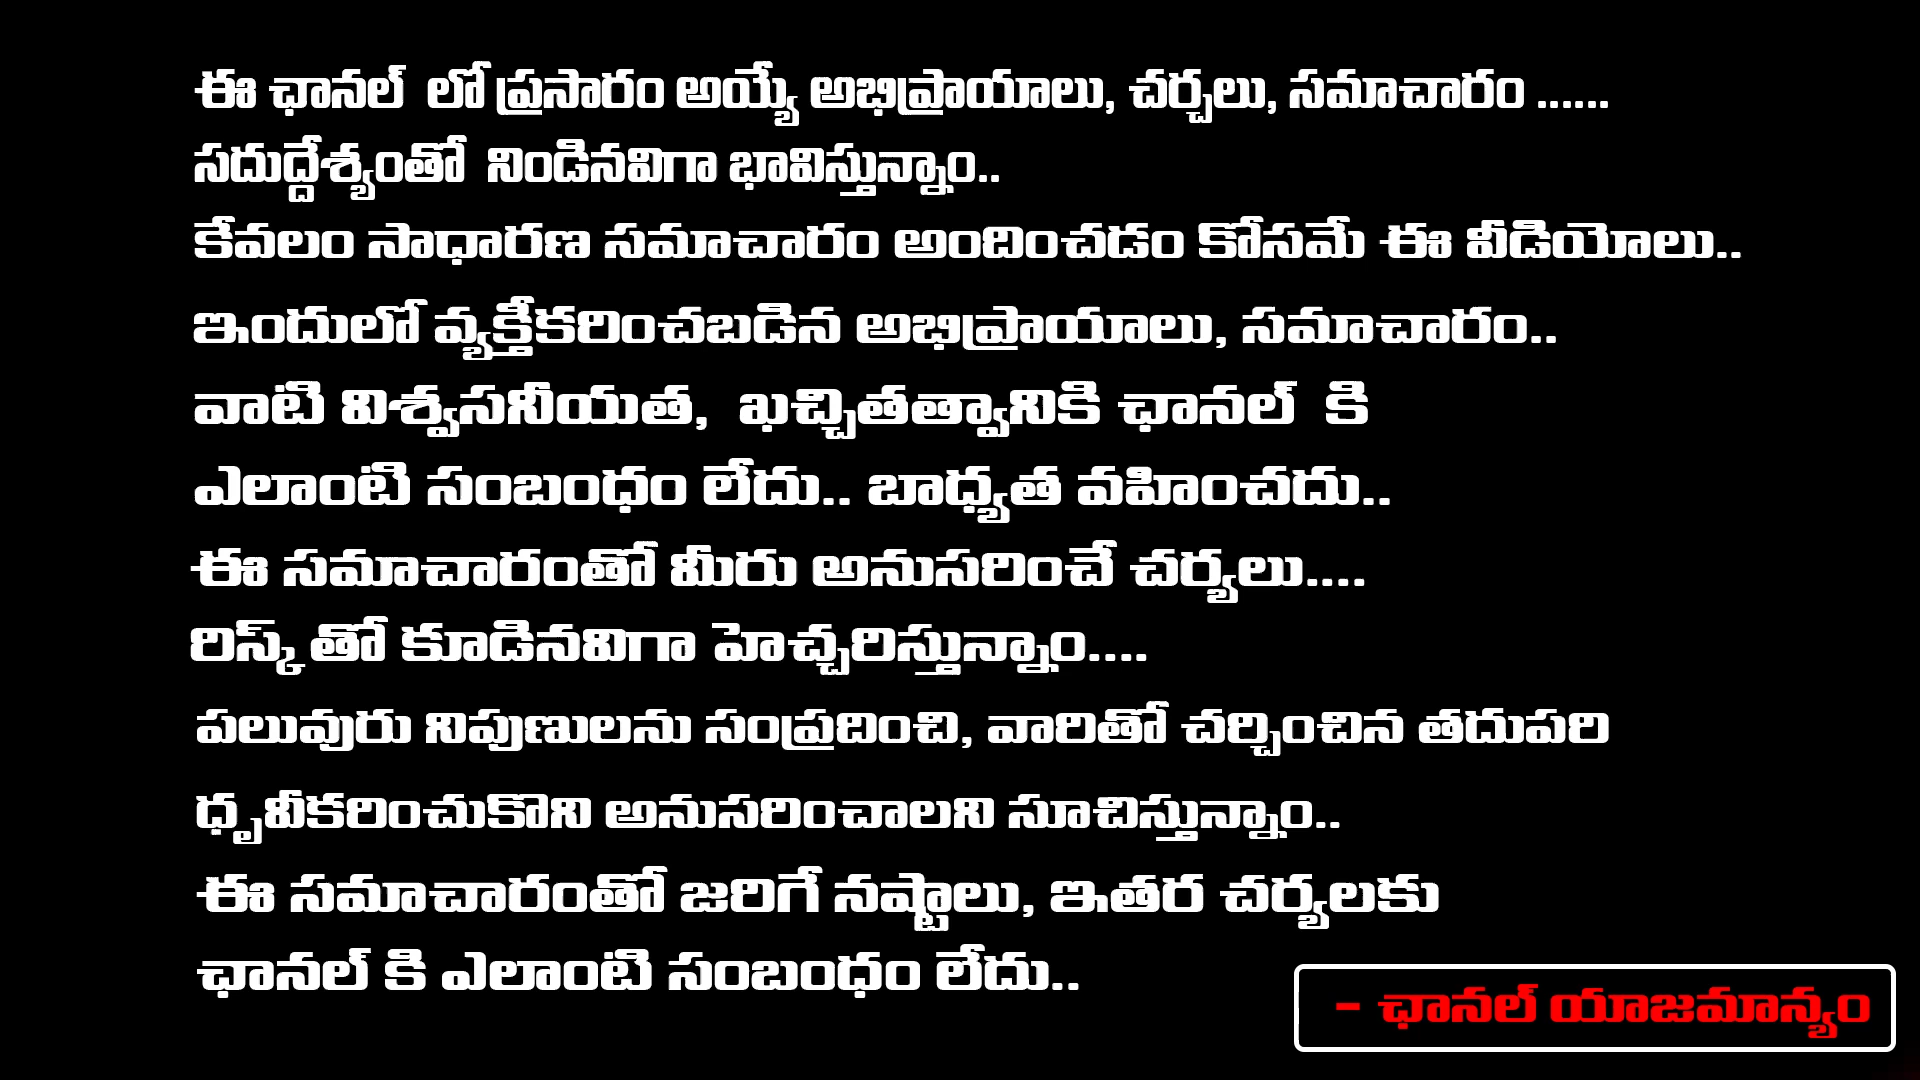 ఈ ఛానల్ లో ప్రసారం అయ్యే అభిప్రాయాలు, చర్చలు, సమాచారం ......
సదుద్దేశ్యంతో నిండినవిగా భావిస్తున్నాం..
కేవలం సాధారణ సమాచారం అందించడం కోసమే ఈ వీడియోలు..
ఇందులో వ్యక్తీకరించబడిన అభిప్రాయాలు, సమాచారం..
వాటి విశ్వసనీయత, ఖచ్చితత్వానికి ఛానల్ కి
ఎలాంటి సంబంధం లేదు.. బాధ్యత వహించదు..
ఈ సమాచారంతో మీరు అనుసరించే చర్యలు....
రిస్క్ తో కూడినవిగా హెచ్చరిస్తున్నాం....
పలువురు నిపుణులను సంప్రదించి, వారితో చర్చించిన తదుపరి
ధృవీకరించుకొని అనుసరించాలని సూచిస్తున్నాం..
ఈ సమాచారంతో జరిగే నష్టాలు, ఇతర చర్యలకు
ఛానల్ కి ఎలాంటి సంబంధం లేదు..
- ఛానల్ యాజమాన్యం